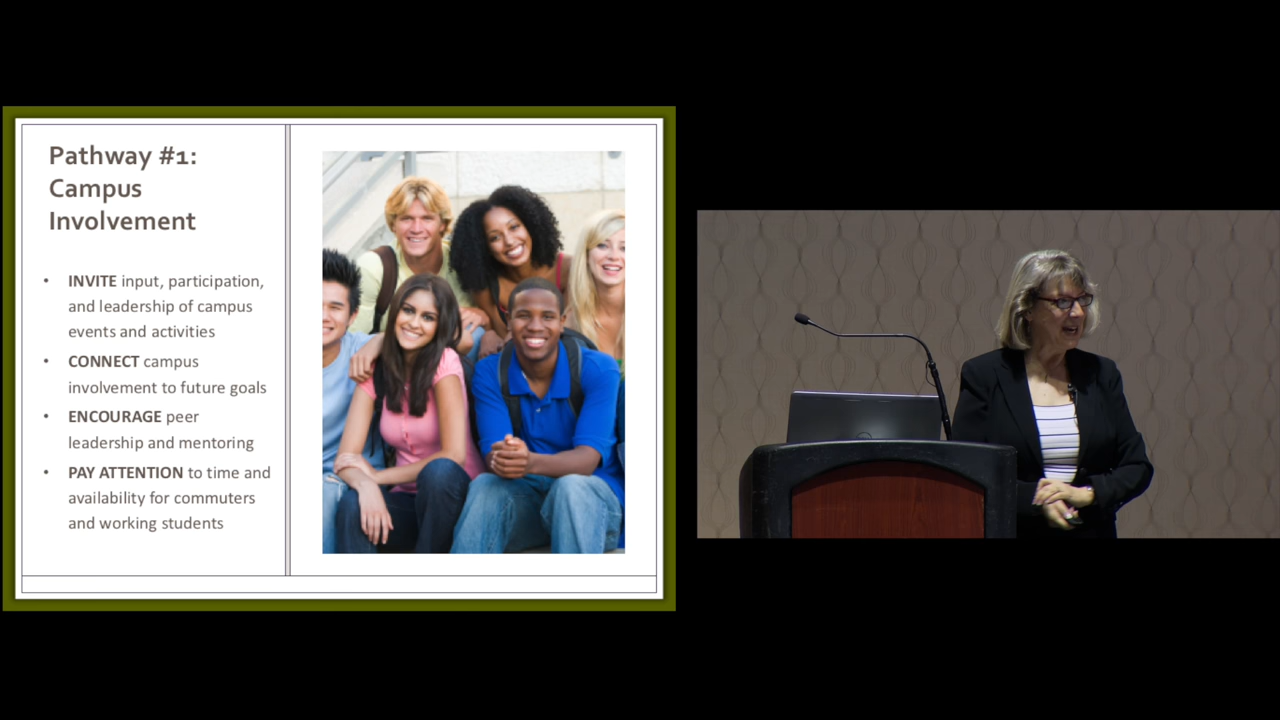 Pathway #1:
Campus
Involvement
• INVITE input, participation,
and leadership of campus
events and activities
• CONNECT campus
involvement to future goals
• ENCOURAGE peer
leadership and mentoring
• PAY ATTENTION to time and
availability for commuters
and working students